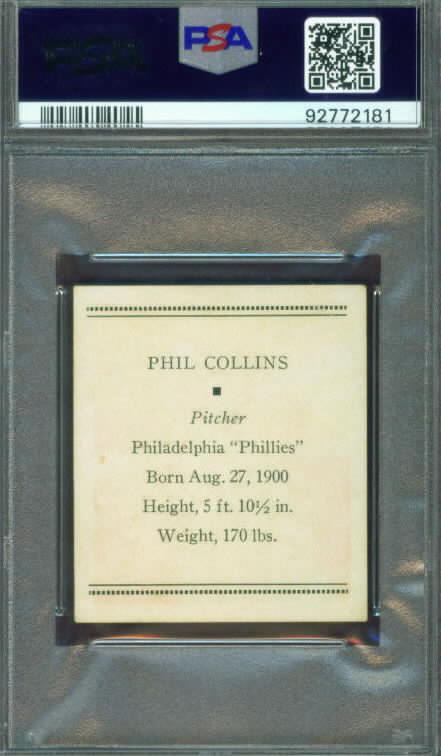 PSA
92772181
PHIL COLLINS
Pitcher
Philadelphia “Phillies”
Born Aug. 27, 1900
Height, 5 ft. 10½ in.
Weight, 170 lbs.